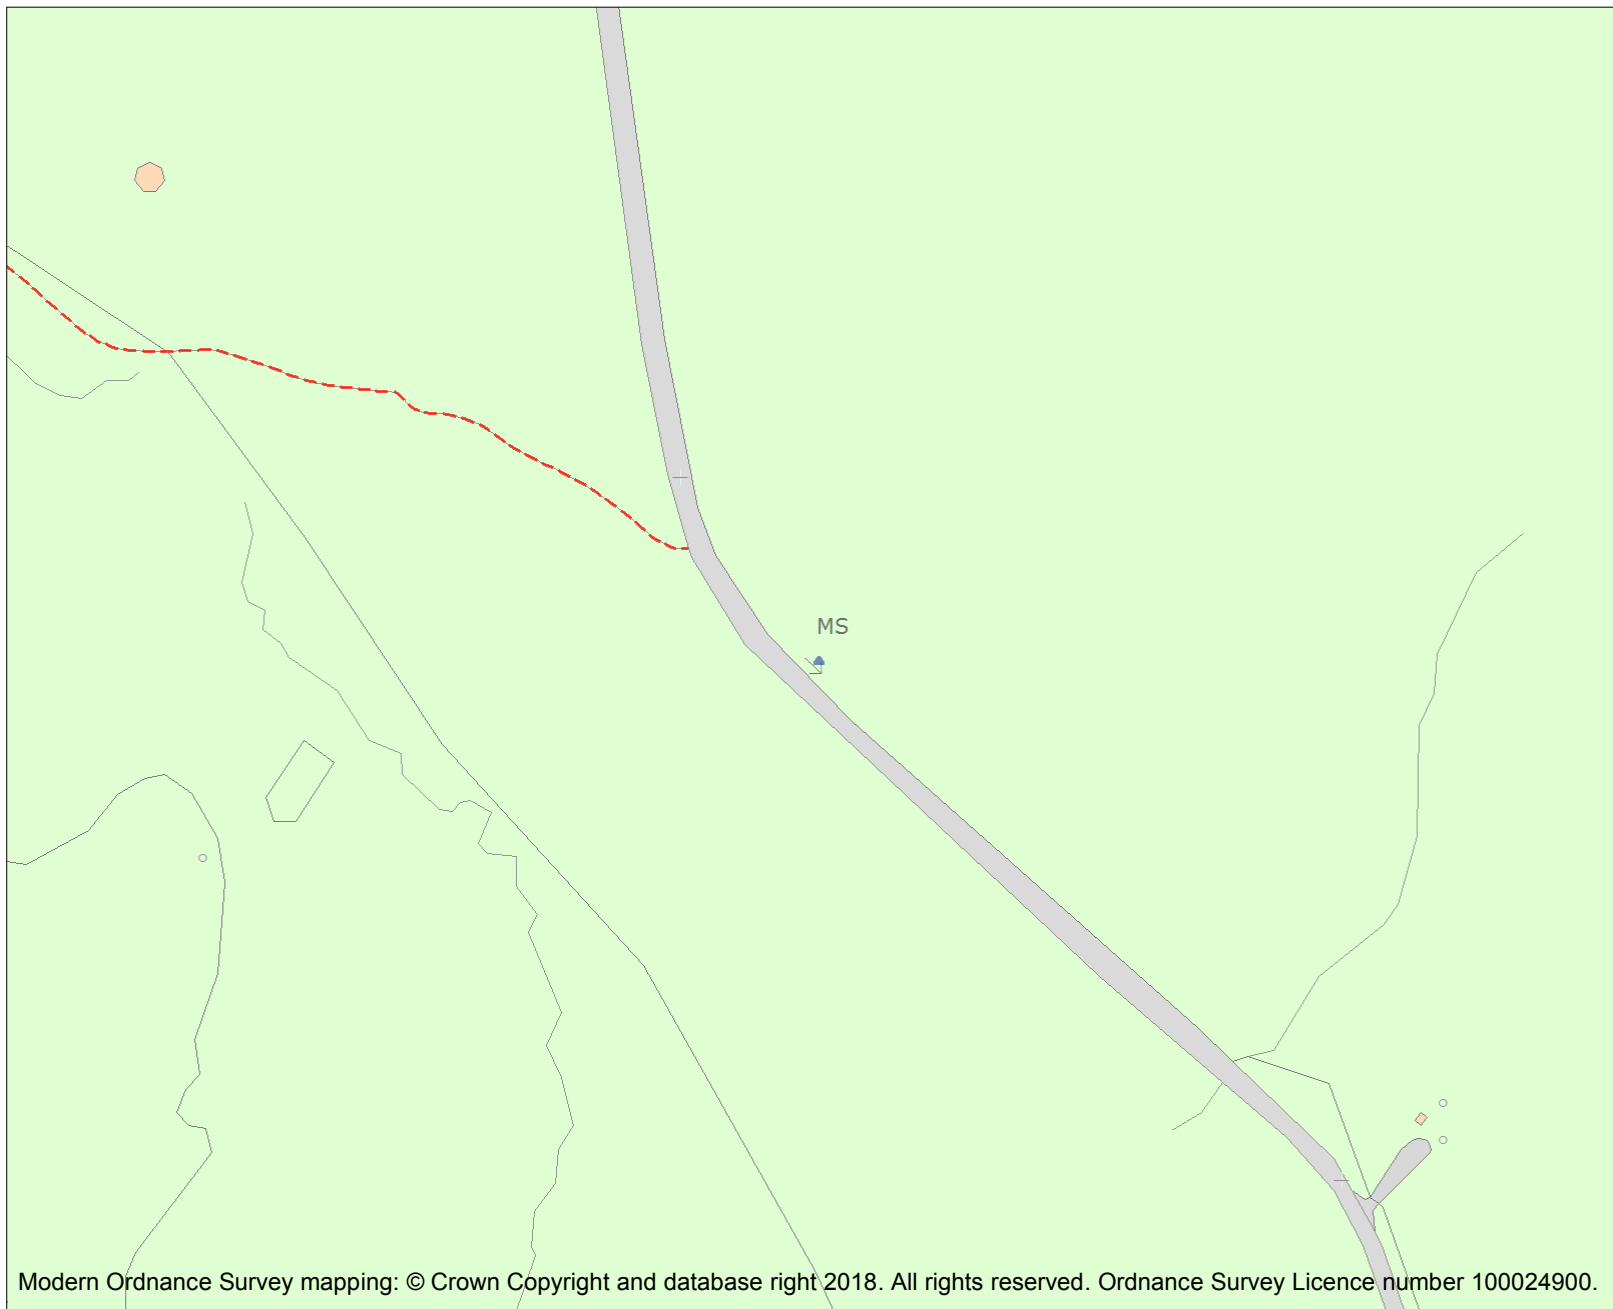 MS
Modern Ordnance Survey mapping: © Crown Copyright and database right 2018. All rights reserved. Ordnance Survey Licence number 100024900.